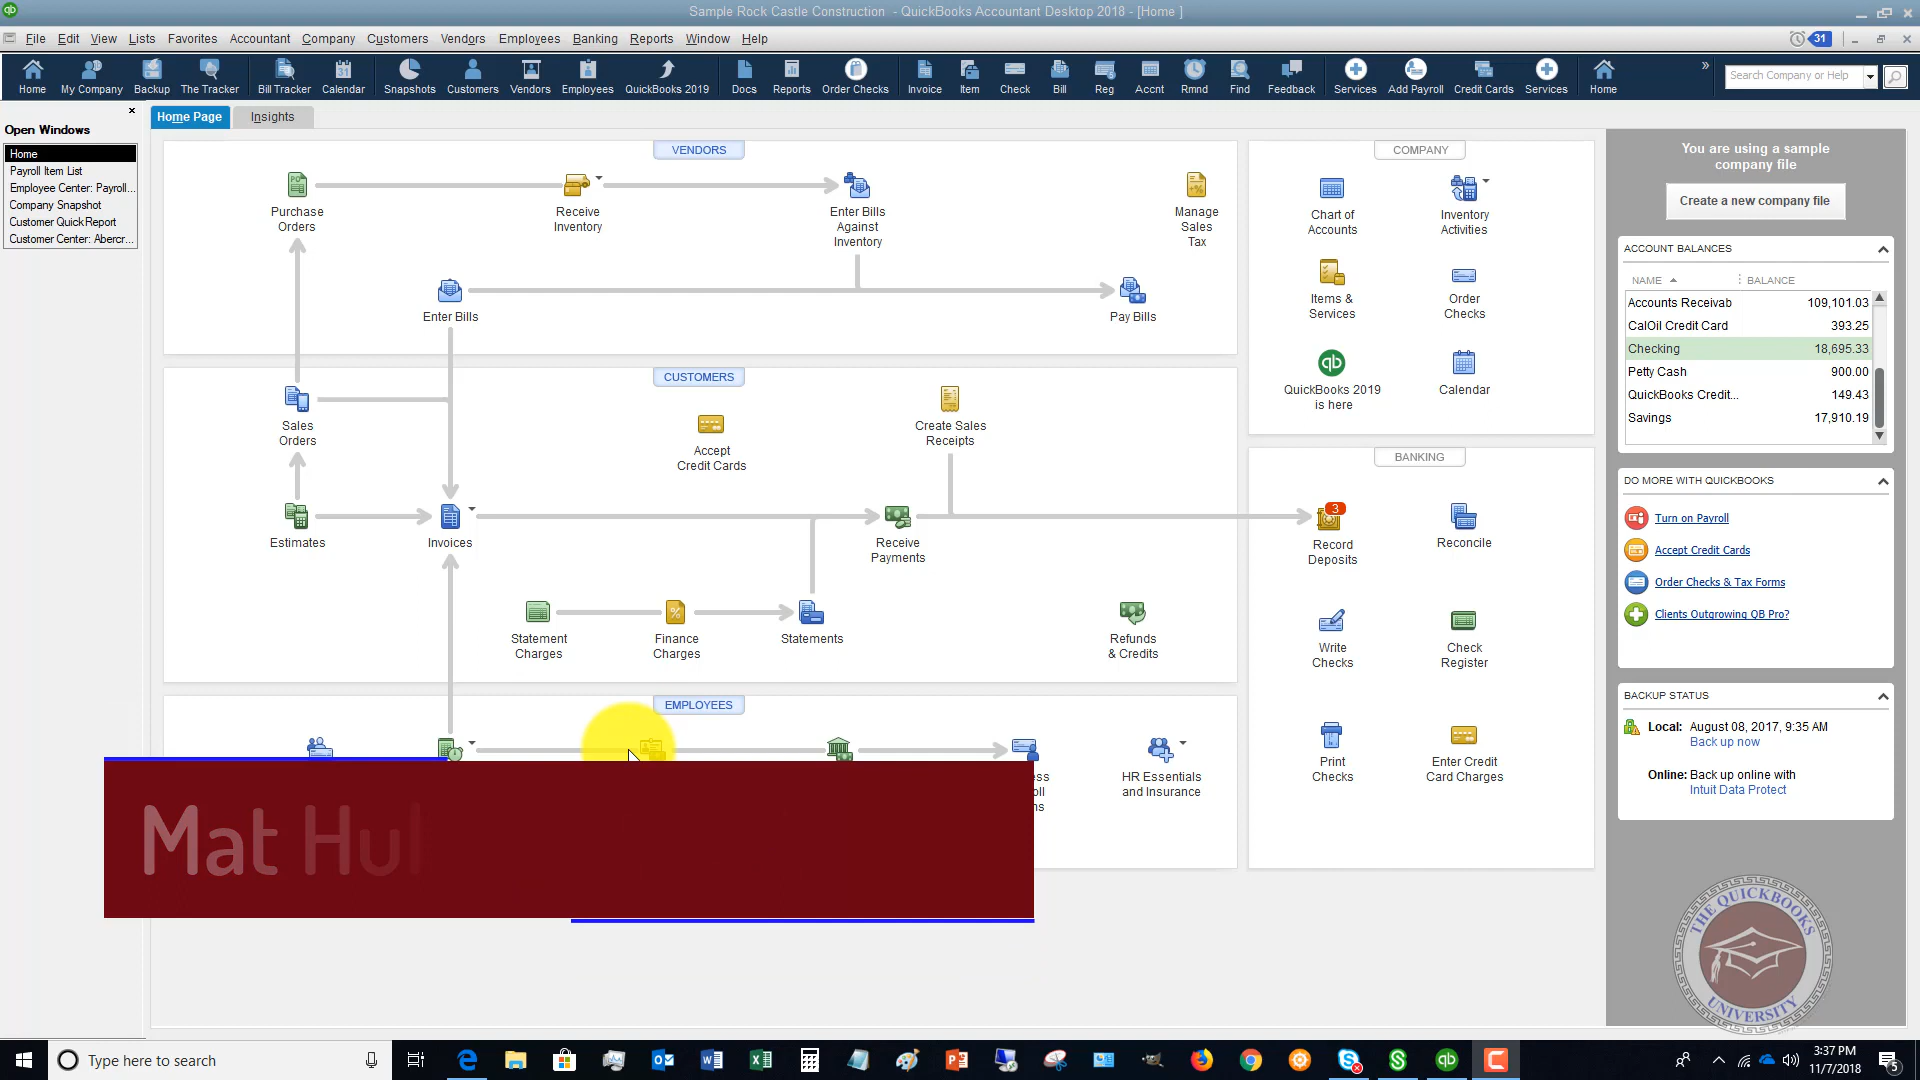 Sample Rock Castle Construction - QuickBooks Accountant Desktop 2018 - [Home ]
File Edit View Lists Favorites Accountant Company Customers Vendors Employees Banking Reports Window Help
31
Home My Company Backup The Tracker Bill Tracker Calendar Snapshots Customers Vendors Employees QuickBooks 2019 Docs Reports Order Checks Invoice Item Check Bill Reg Accnt Rmnd Find Feedback Services Add Payroll Credit Cards Services Home
Search Company or Help
Open Windows
Home
Payroll Item List
Employee Center: Payroll...
Company Snapshot
Customer QuickReport
Customer Center: Abercr...
Home Page Insights
VENDORS
Purchase Orders
Receive Inventory
Enter Bills Against Inventory
Manage Sales Tax
Enter Bills
Pay Bills
CUSTOMERS
Sales Orders
Accept Credit Cards
Create Sales Receipts
Estimates
Invoices
Receive Payments
Statement Charges
Finance Charges
Statements
Refunds & Credits
EMPLOYEES
HR Essentials and Insurance
Mat Hul
COMPANY
Chart of Accounts
Inventory Activities
Items & Services
Order Checks
QuickBooks 2019 is here
Calendar
BANKING
3
Record Deposits
Reconcile
Write Checks
Check Register
Print Checks
Enter Credit Card Charges
You are using a sample
company file
Create a new company file
ACCOUNT BALANCES
NAME BALANCE
Accounts Receivab 109,101.03
CalOil Credit Card 393.25
Checking 18,695.33
Petty Cash 900.00
QuickBooks Credit... 149.43
Savings 17,910.19
DO MORE WITH QUICKBOOKS
Turn on Payroll
Accept Credit Cards
Order Checks & Tax Forms
Clients Outgrowing QB Pro?
BACKUP STATUS
Local: August 08, 2017, 9:35 AM
Back up now
Online: Back up online with
Intuit Data Protect
THE QUICKBOOKS UNIVERSITY
Type here to search
3:37 PM
11/7/2018
5